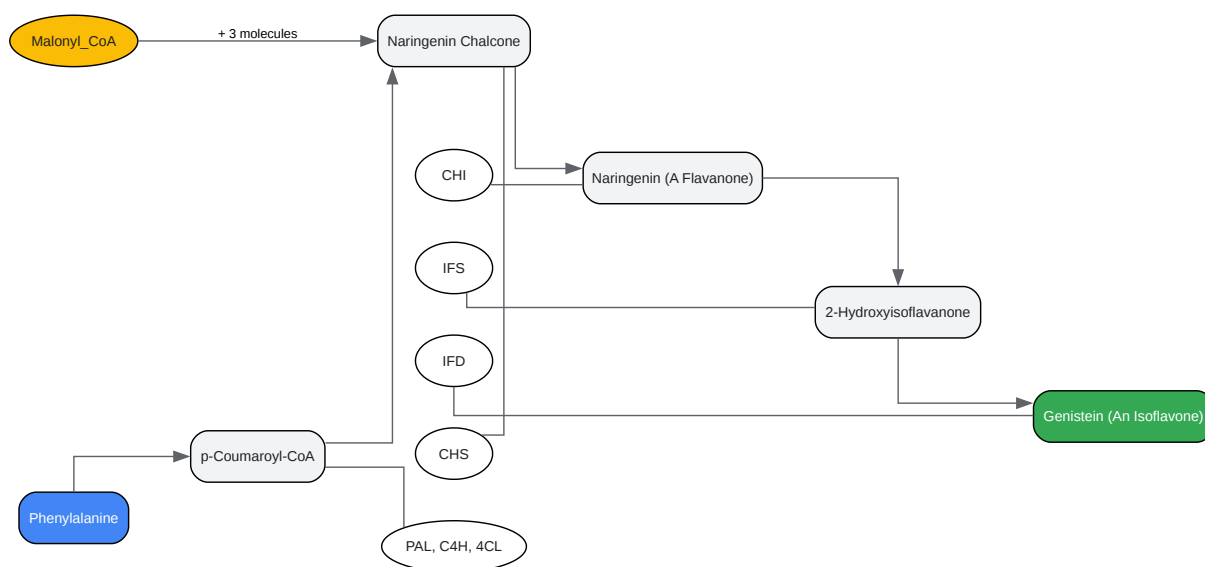 Malonyl_CoA
+ 3 molecules
Naringenin Chalcone
CHI
Naringenin (A Flavanone)
IFS
2-Hydroxyisoflavanone
IFD
Genistein (An Isoflavone)
CHS
p-Coumaroyl-CoA
Phenylalanine
PAL, C4H, 4CL